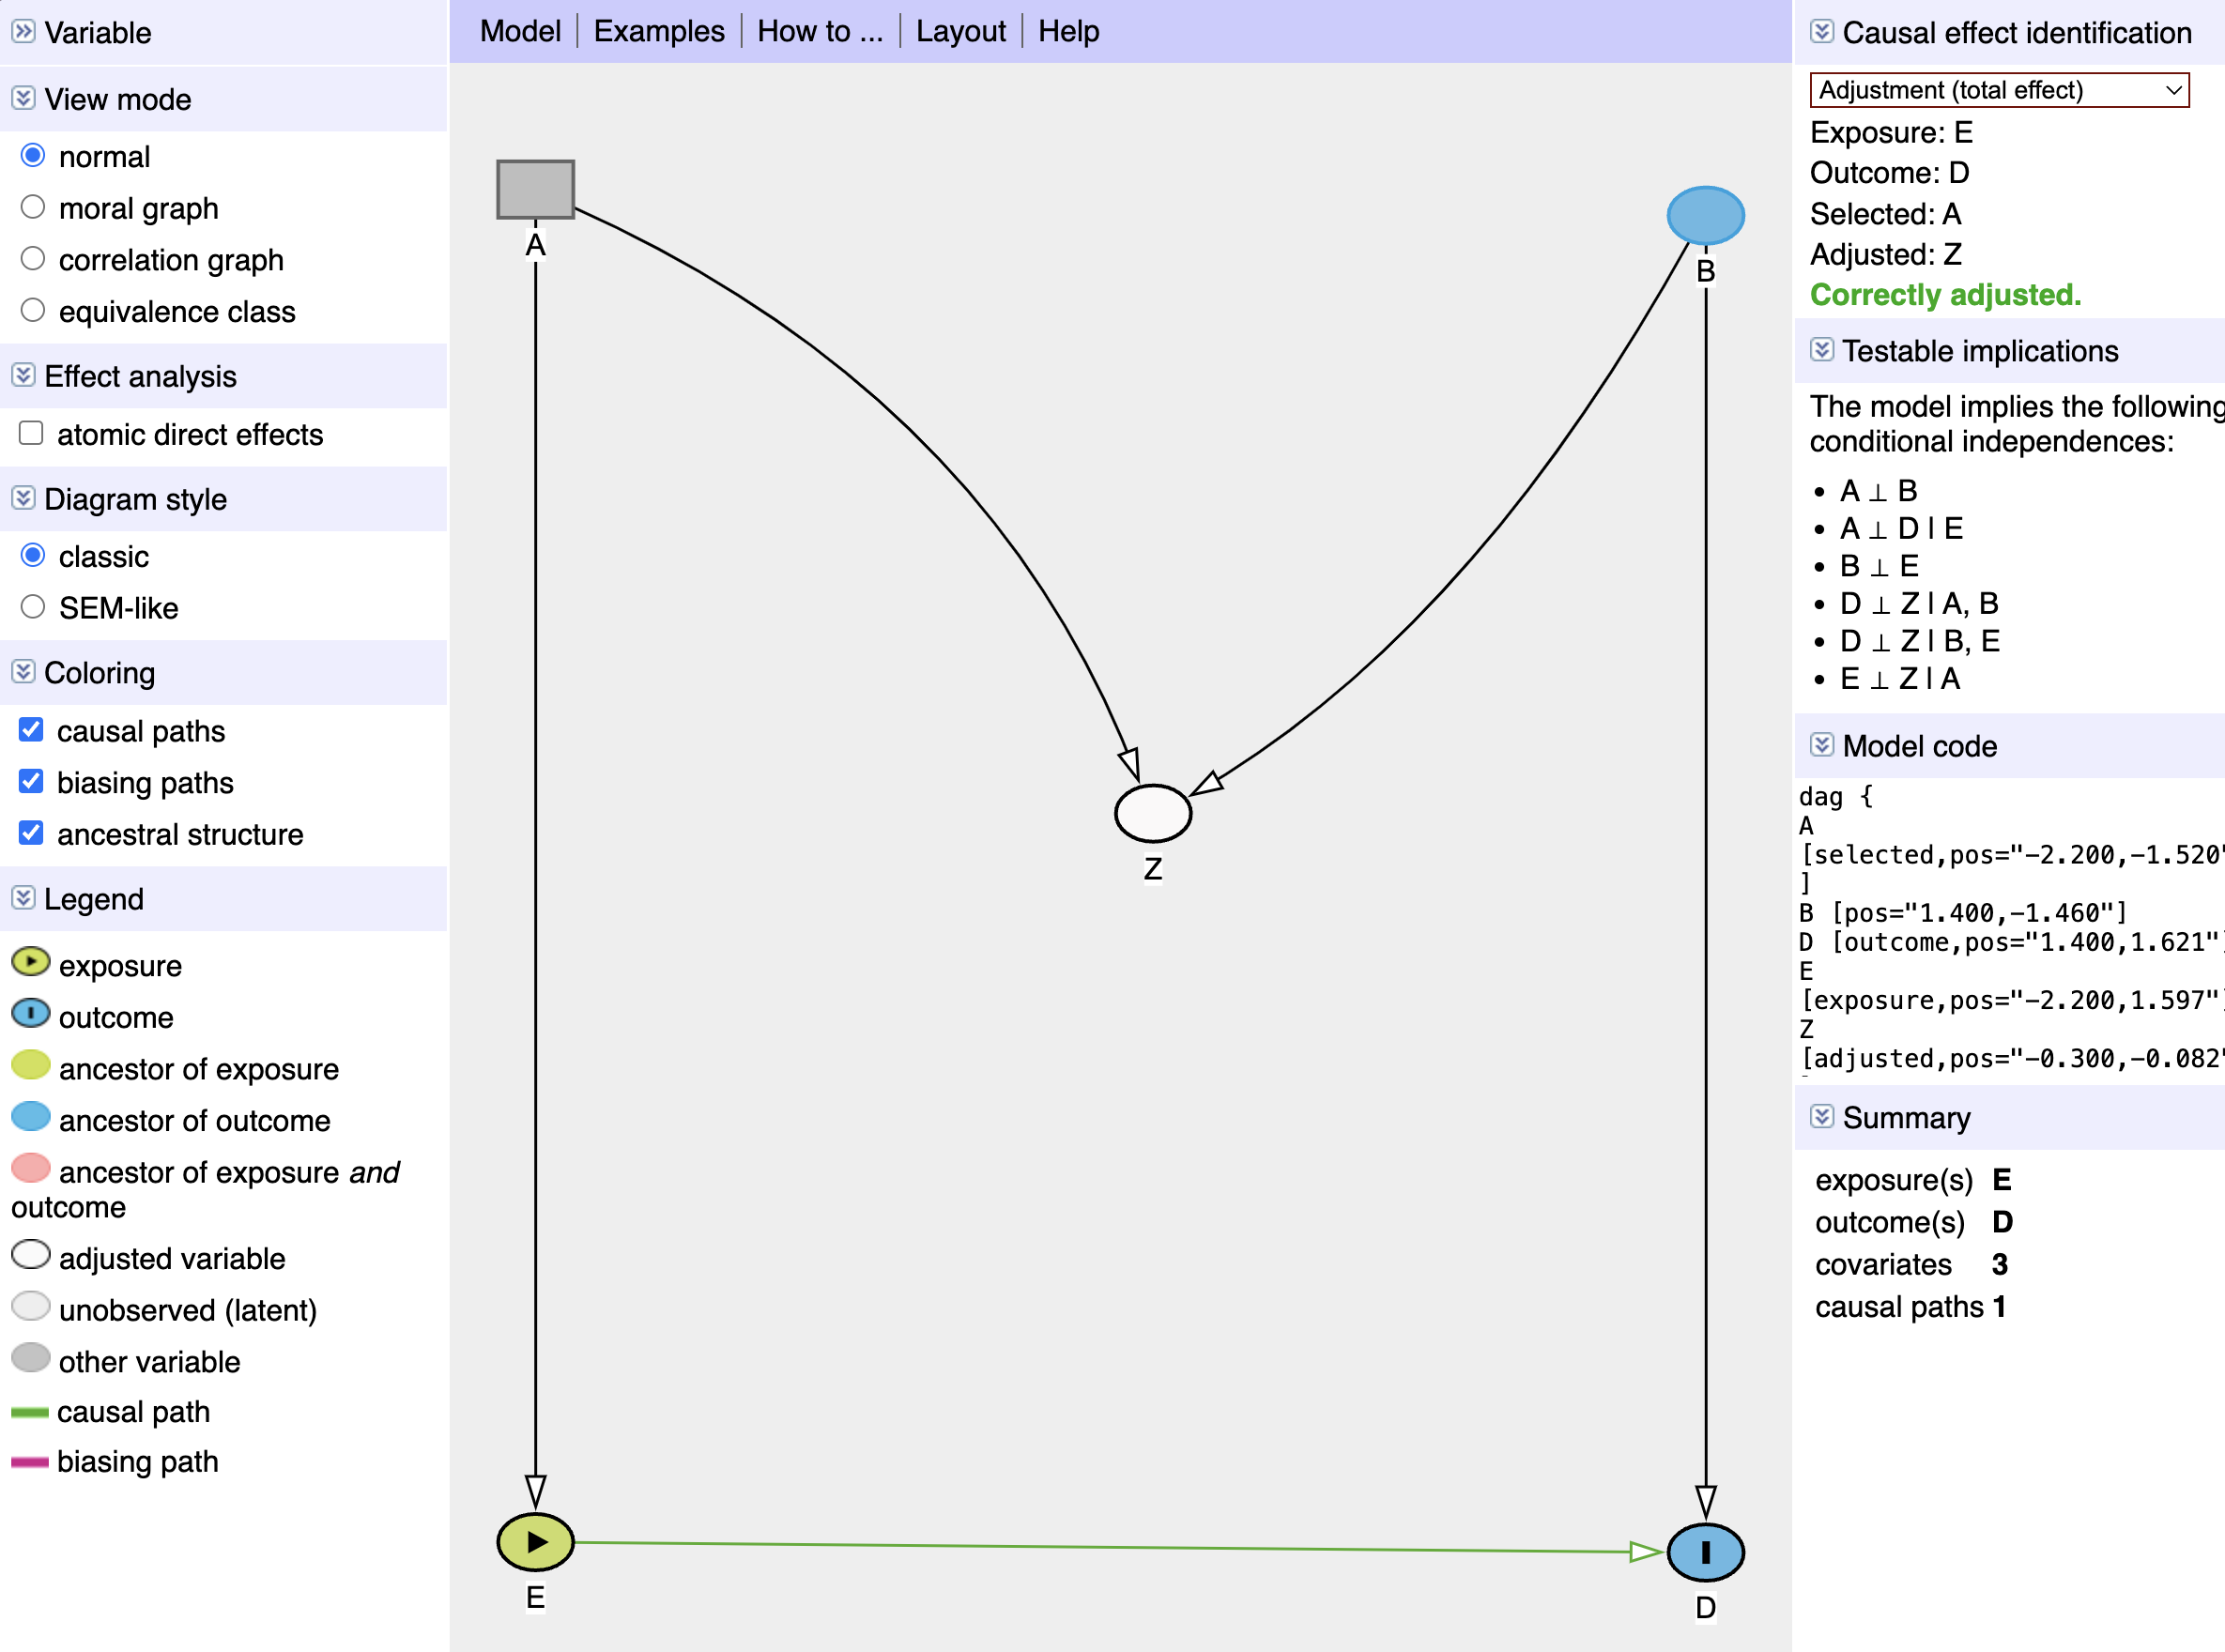 Variable
View mode
normal
moral graph
correlation graph
equivalence class
Effect analysis
atomic direct effects
Diagram style
classic
SEM-like
Coloring
causal paths
biasing paths
ancestral structure
Legend
exposure
outcome
ancestor of exposure
ancestor of outcome
ancestor of exposure and
outcome
adjusted variable
unobserved (latent)
other variable
causal path
biasing path
Model | Examples | How to ... | Layout | Help
A
B
Z
E
D
Causal effect identification
Adjustment (total effect)
Exposure: E
Outcome: D
Selected: A
Adjusted: Z
Correctly adjusted.
Testable implications
The model implies the following
conditional independences:
• A ⊥ B
• A ⊥ D | E
• B ⊥ E
• D ⊥ Z | A, B
• D ⊥ Z | B, E
• E ⊥ Z | A
Model code
dag {
A
[selected,pos="-2.200,-1.520"
]
B [pos="1.400,-1.460"]
D [outcome,pos="1.400,1.621"]
E
[exposure,pos="-2.200,1.597"]
Z
[adjusted,pos="-0.300,-0.082"
Summary
exposure(s) E
outcome(s) D
covariates 3
causal paths 1